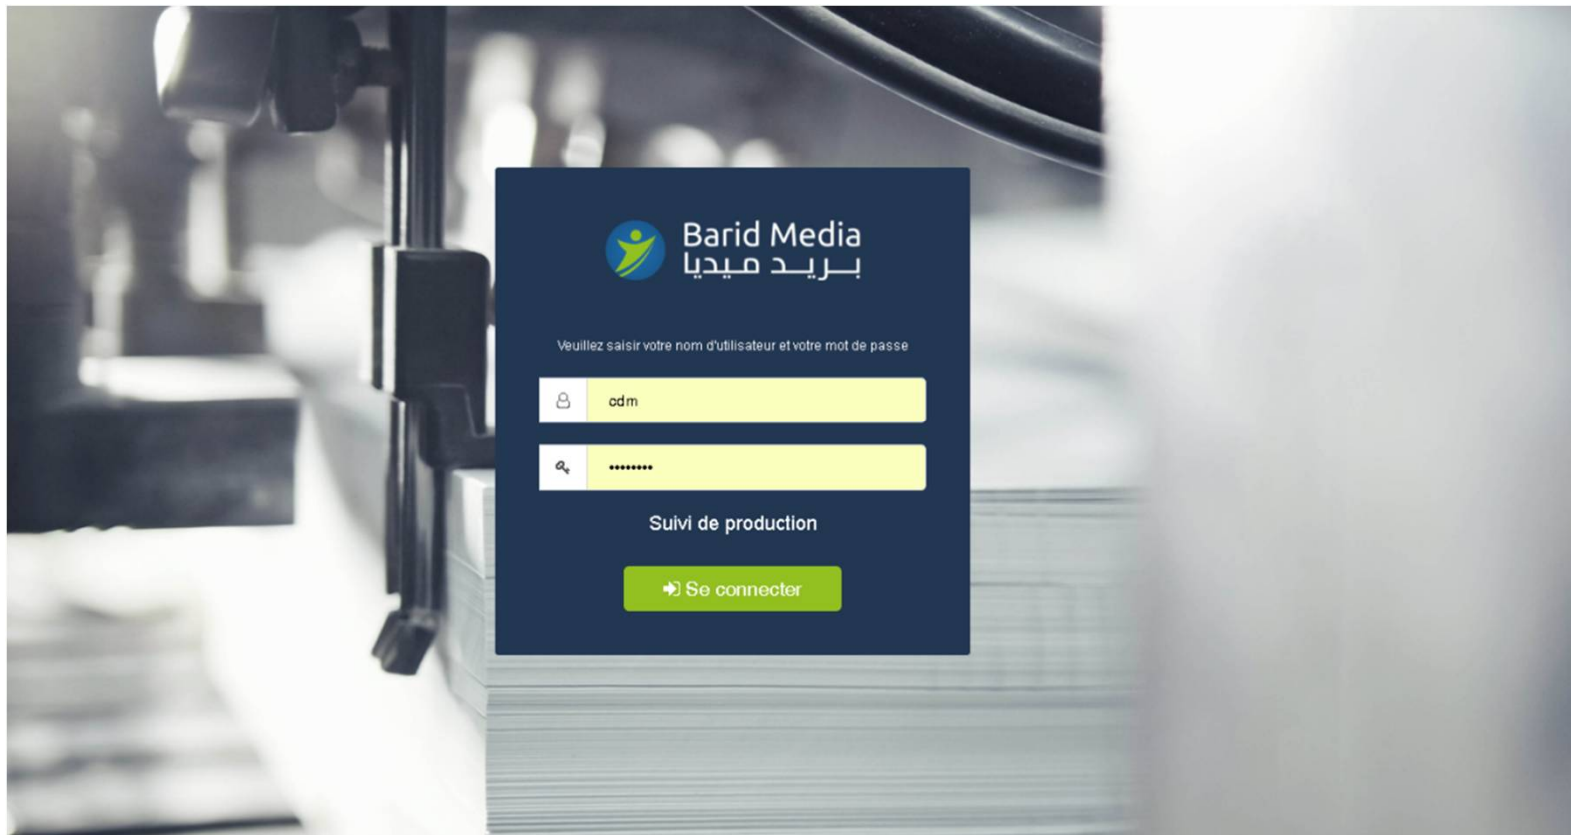 Barid Media
بريد ميديا
Veuillez saisir votre nom d'utilisateur et votre mot de passe
cdm
••••••••
Suivi de production
Se connecter